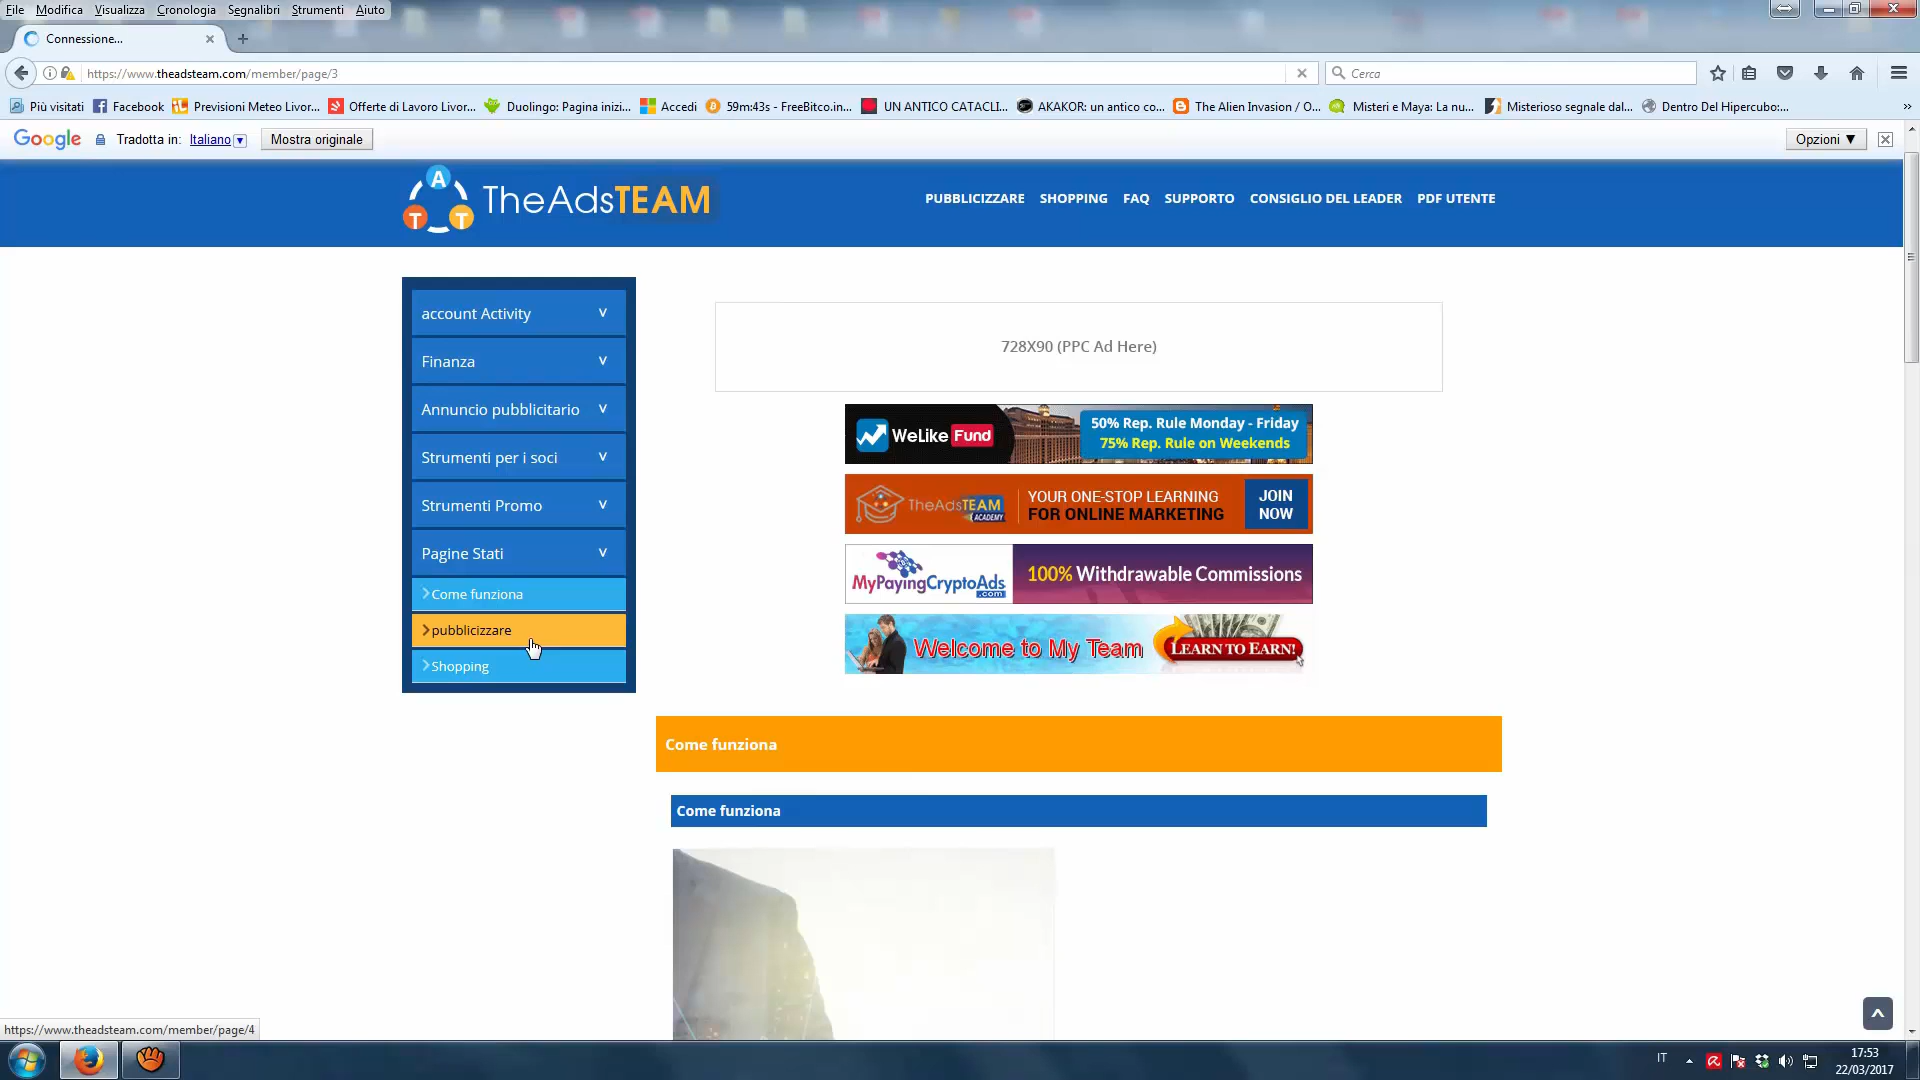 File Modifica Visualizza Cronologia Segnalibri Strumenti Aiuto
Connessione...
https://www.theadsteam.com/member/page/3
Cerca
Più visitati Facebook Previsioni Meteo Livor... Offerte di Lavoro Livor... Duolingo: Pagina inizi... Accedi 59m:43s - FreeBitco.in... UN ANTICO CATACLI... AKAKOR: un antico co... The Alien Invasion / O... Misteri e Maya: La nu... Misterioso segnale dal... Dentro Del Hipercubo:...
Google Tradotta in: Italiano Mostra originale Opzioni ▼
A T T TheAdsTEAM
PUBBLICIZZARE SHOPPING FAQ SUPPORTO CONSIGLIO DEL LEADER PDF UTENTE
account Activity
Finanza
Annuncio pubblicitario
Strumenti per i soci
Strumenti Promo
Pagine Stati
Come funziona
pubblicizzare
Shopping
728X90 (PPC Ad Here)
WeLike Fund
50% Rep. Rule Monday - Friday
75% Rep. Rule on Weekends
TheAdsTEAM
ACADEMY
YOUR ONE-STOP LEARNING
FOR ONLINE MARKETING
JOIN
NOW
MyPayingCryptoAds
.com
100% Withdrawable Commissions
Welcome to My Team
LEARN TO EARN!
Come funziona
Come funziona
https://www.theadsteam.com/member/page/4
IT
17:53
22/03/2017